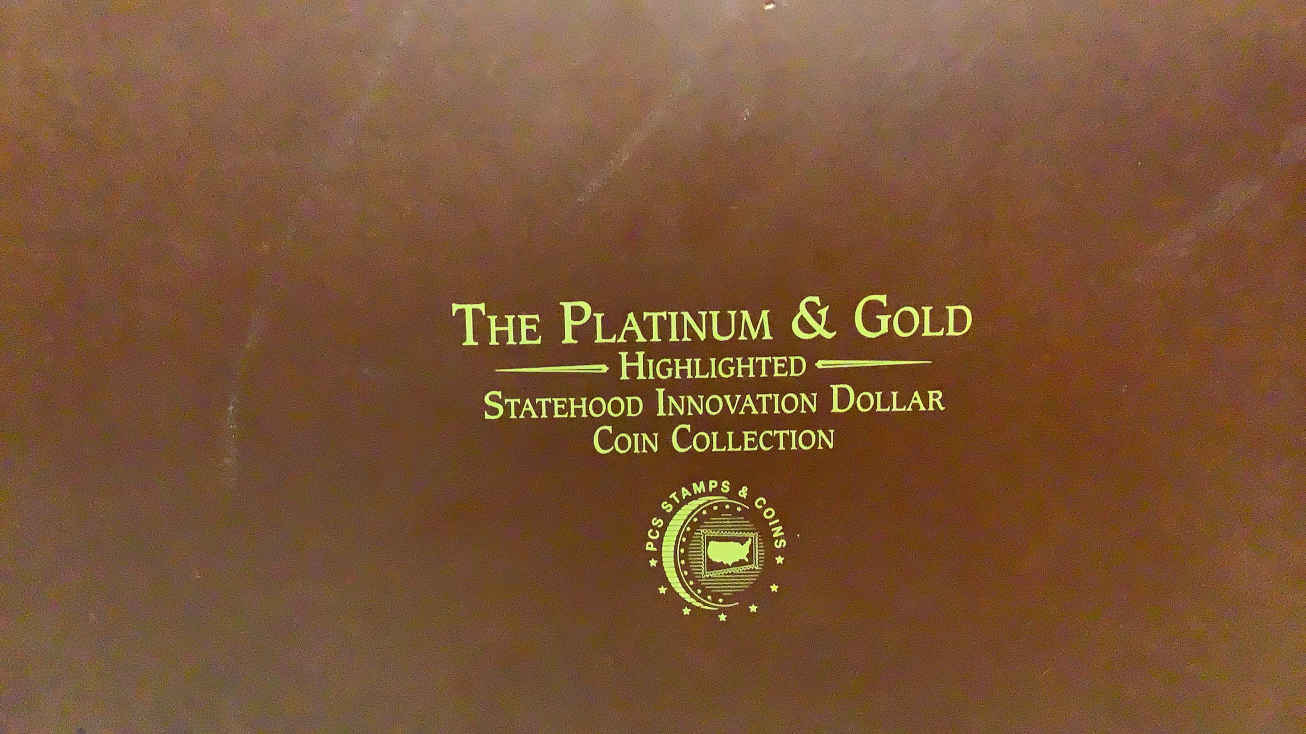 THE PLATINUM & GOLD
HIGHLIGHTED
STATEHOOD INNOVATION DOLLAR
COIN COLLECTION
PCS STAMPS & COINS